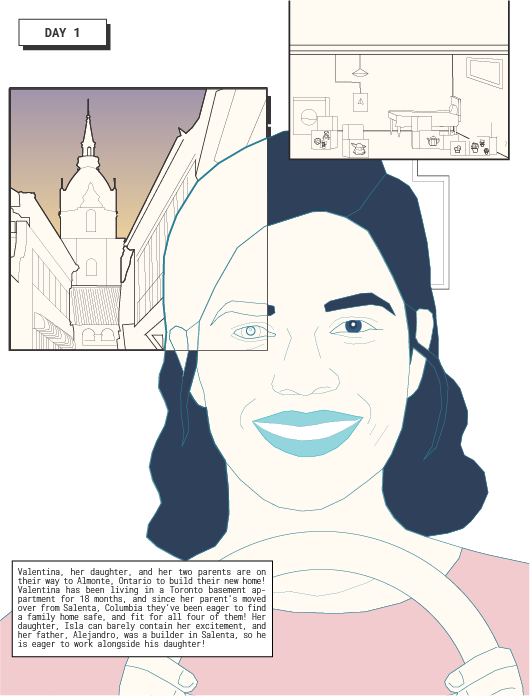 DAY 1
Valentina, her daughter, and her two parents are on
their way to Almonte, Ontario to build their new home!
Valentina has been living in a Toronto basement ap-
partment for 18 months, and since her parent's moved
over from Salenta, Columbia they've been eager to find
a family home safe, and fit for all four of them! Her
daughter, Isla can barely contain her excitement, and
her father, Alejandro, was a builder in Salenta, so he
is eager to work alongside his daughter!